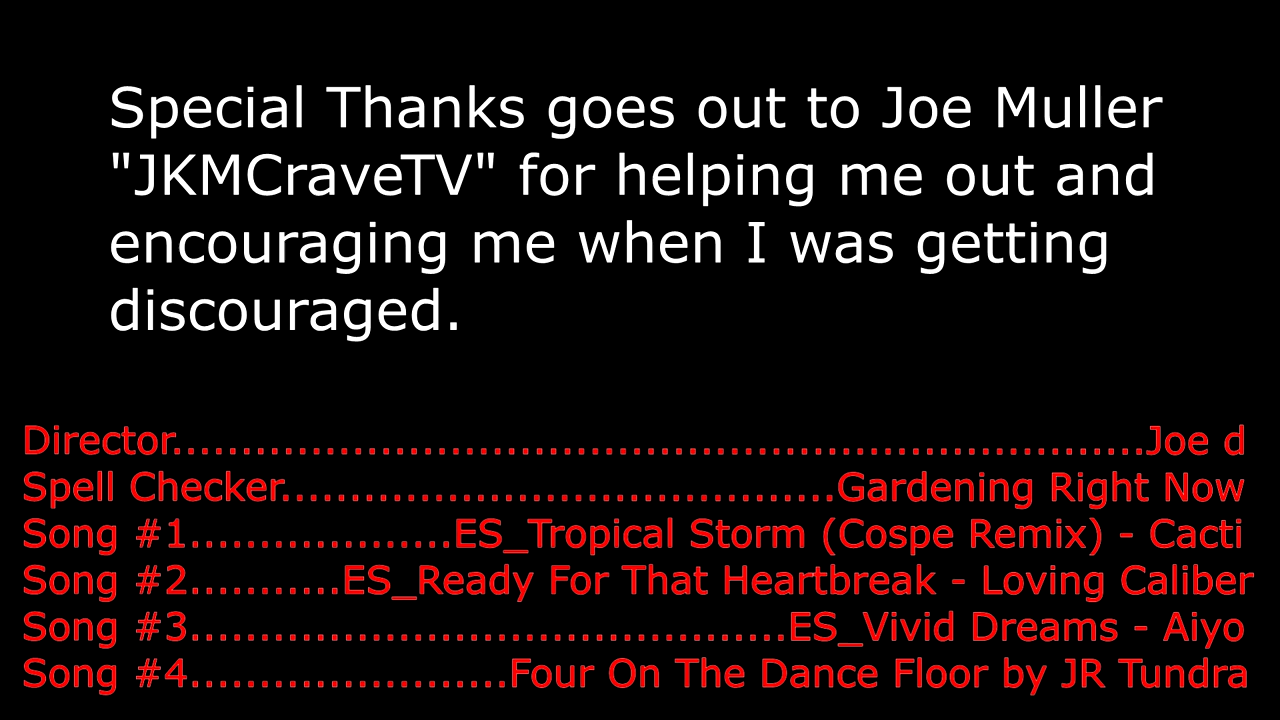 Special Thanks goes out to Joe Muller
"JKMCraveTV" for helping me out and
encouraging me when I was getting
discouraged.
Director......................................................................Joe d
Spell Checker........................................Gardening Right Now
Song #1...................ES_Tropical Storm (Cospe Remix) - Cacti
Song #2...........ES_Ready For That Heartbreak - Loving Caliber
Song #3...........................................ES_Vivid Dreams - Aiyo
Song #4.......................Four On The Dance Floor by JR Tundra